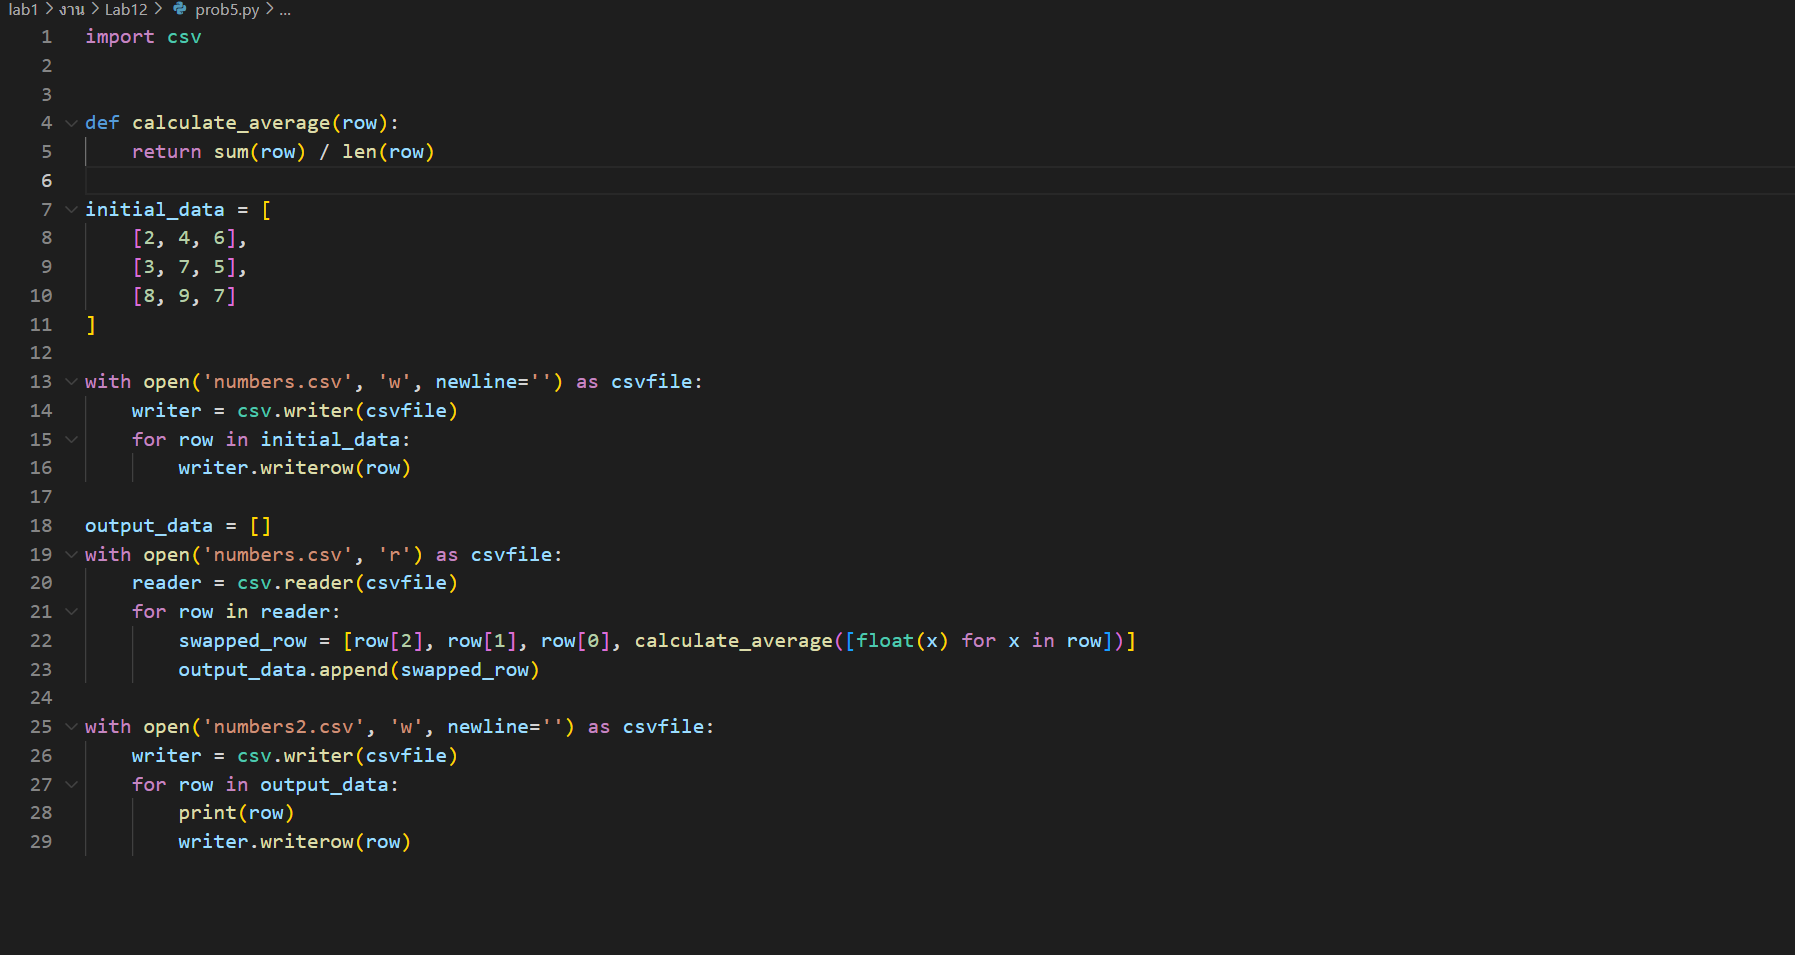 lab1 > งาน > Lab12 > prob5.py > ...
1 import csv
2
3
4 def calculate_average(row):
5     return sum(row) / len(row)
6
7 initial_data = [
8     [2, 4, 6],
9     [3, 7, 5],
10     [8, 9, 7]
11 ]
12
13 with open('numbers.csv', 'w', newline='') as csvfile:
14     writer = csv.writer(csvfile)
15     for row in initial_data:
16         writer.writerow(row)
17
18 output_data = []
19 with open('numbers.csv', 'r') as csvfile:
20     reader = csv.reader(csvfile)
21     for row in reader:
22         swapped_row = [row[2], row[1], row[0], calculate_average([float(x) for x in row])]
23         output_data.append(swapped_row)
24
25 with open('numbers2.csv', 'w', newline='') as csvfile:
26     writer = csv.writer(csvfile)
27     for row in output_data:
28         print(row)
29         writer.writerow(row)